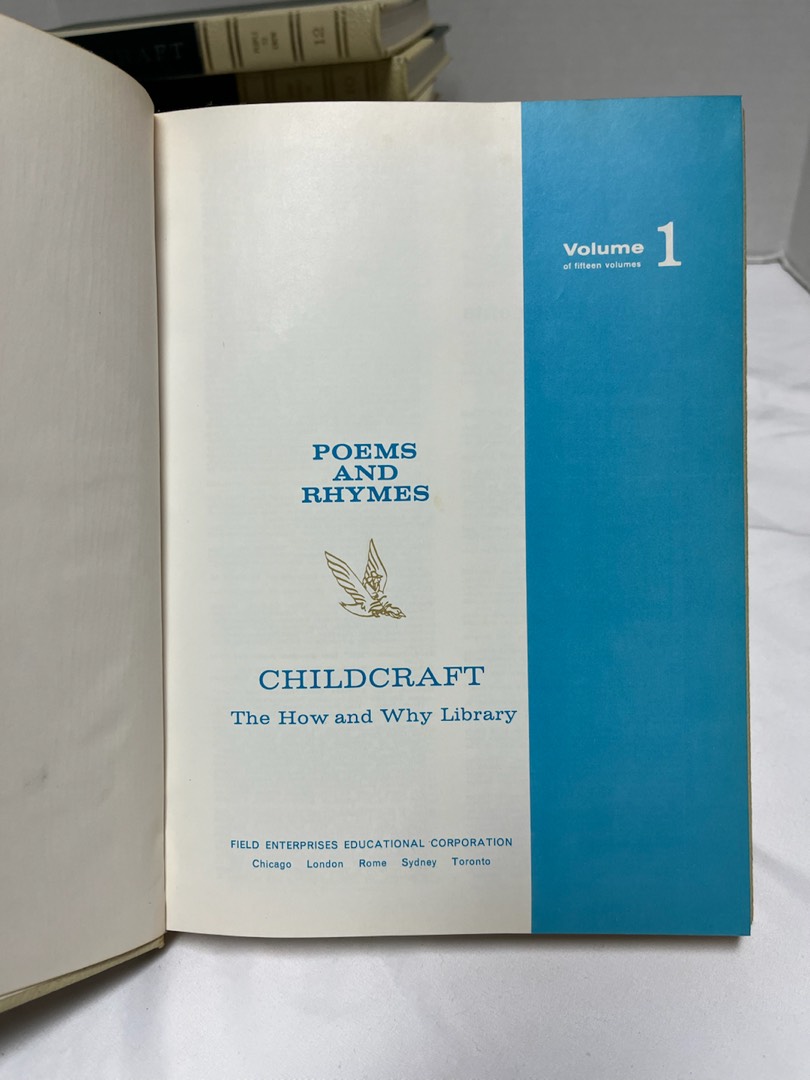 12
Volume 1
of fifteen volumes
POEMS
AND
RHYMES
CHILDCRAFT
The How and Why Library
FIELD ENTERPRISES EDUCATIONAL CORPORATION
Chicago London Rome Sydney Toronto